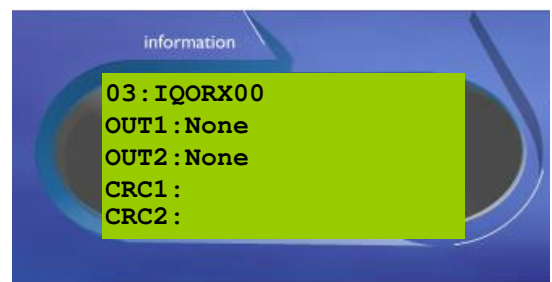 information
03:IQORX00
OUT1:None
OUT2:None
CRC1:
CRC2: